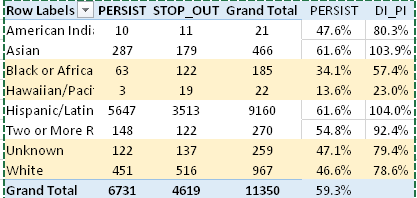 Row Labels PERSIST STOP_OUT Grand Total PERSIST DI_PI
American India 10 11 21 47.6% 80.3%
Asian 287 179 466 61.6% 103.9%
Black or Africa 63 122 185 34.1% 57.4%
Hawaiian/Pacif 3 19 22 13.6% 23.0%
Hispanic/Latin 5647 3513 9160 61.6% 104.0%
Two or More R 148 122 270 54.8% 92.4%
Unknown 122 137 259 47.1% 79.4%
White 451 516 967 46.6% 78.6%
Grand Total 6731 4619 11350 59.3%